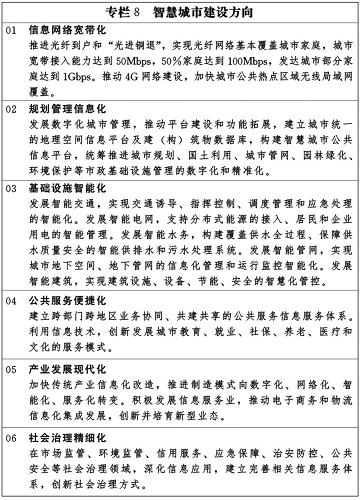 专栏 8 智慧城市建设方向
01 信息网络宽带化
推进光纤到户和“光进铜退”，实现光纤网络基本覆盖城市家庭，城市
宽带接入能力达到 50Mbps，50%家庭达到 100Mbps，发达城市部分家
庭达到 1Gbps。推动 4G 网络建设，加快城市公共热点区域无线局域网
覆盖。
02 规划管理信息化
发展数字化城市管理，推动平台建设和功能拓展，建立城市统一
的地理空间信息平台及建（构）筑物数据库，构建智慧城市公共
信息平台，统筹推进城市规划、国土利用、城市管网、园林绿化、
环境保护等市政基础设施管理的数字化和精准化。
03 基础设施智能化
发展智能交通，实现交通诱导、指挥控制、调度管理和应急处理
的智能化。发展智能电网，支持分布式能源的接入、居民和企业
用电的智能管理。发展智能水务，构建覆盖供水全过程、保障供
水质量安全的智能供排水和污水处理系统。发展智能管网，实现
城市地下空间、地下管网的信息化管理和运行监控智能化。发展
智能建筑，实现建筑设施、设备、节能、安全的智慧化管控。
04 公共服务便捷化
建立跨部门跨地区业务协同、共建共享的公共服务信息服务体系。
利用信息技术，创新发展城市教育、就业、社保、养老、医疗和
文化的服务模式。
05 产业发展现代化
加快传统产业信息化改造，推进制造模式向数字化、网络化、智
能化、服务化转变。积极发展信息服务业，推动电子商务和物流
信息化集成发展，创新并培育新型业态。
06 社会治理精细化
在市场监管、环境监管、信用服务、应急保障、治安防控、公共
安全等社会治理领域，深化信息应用，建立完善相关信息服务体
系，创新社会治理方式。